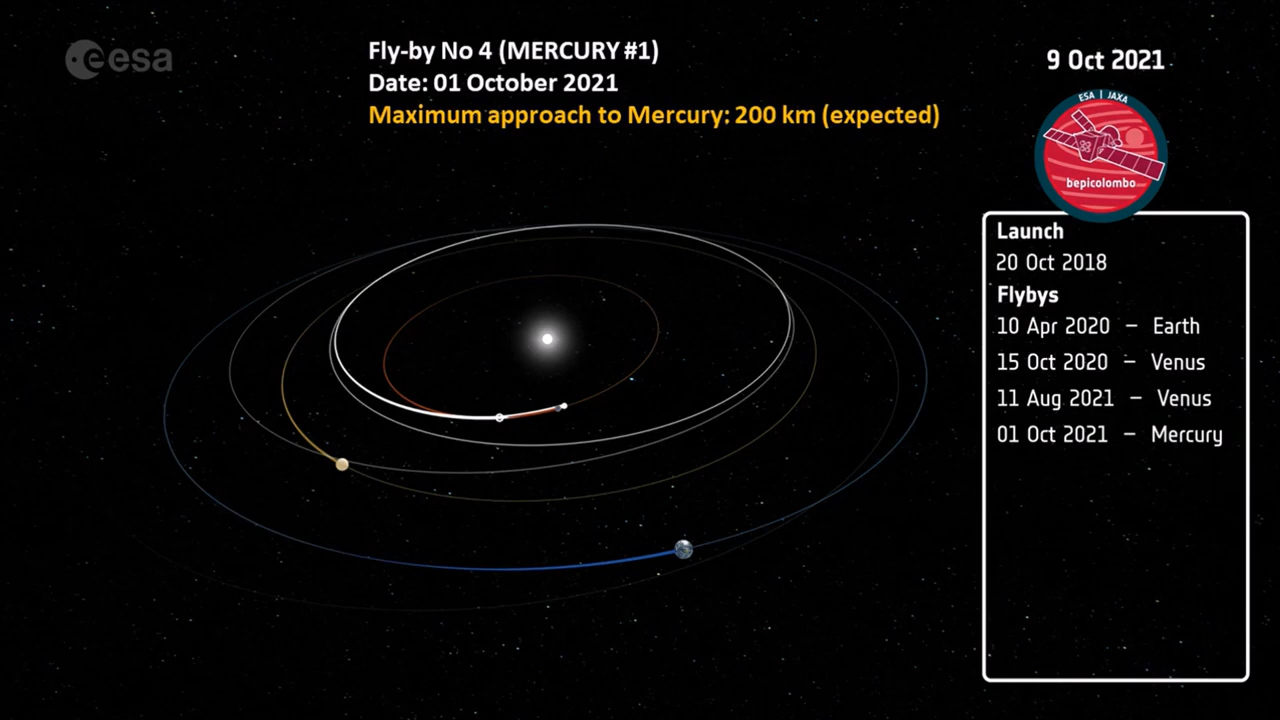 esa
Fly-by No 4 (MERCURY #1)
Date: 01 October 2021
Maximum approach to Mercury: 200 km (expected)
9 Oct 2021
ESA | JAXA
bepicolombo
Launch
20 Oct 2018
Flybys
10 Apr 2020 – Earth
15 Oct 2020 – Venus
11 Aug 2021 – Venus
01 Oct 2021 – Mercury